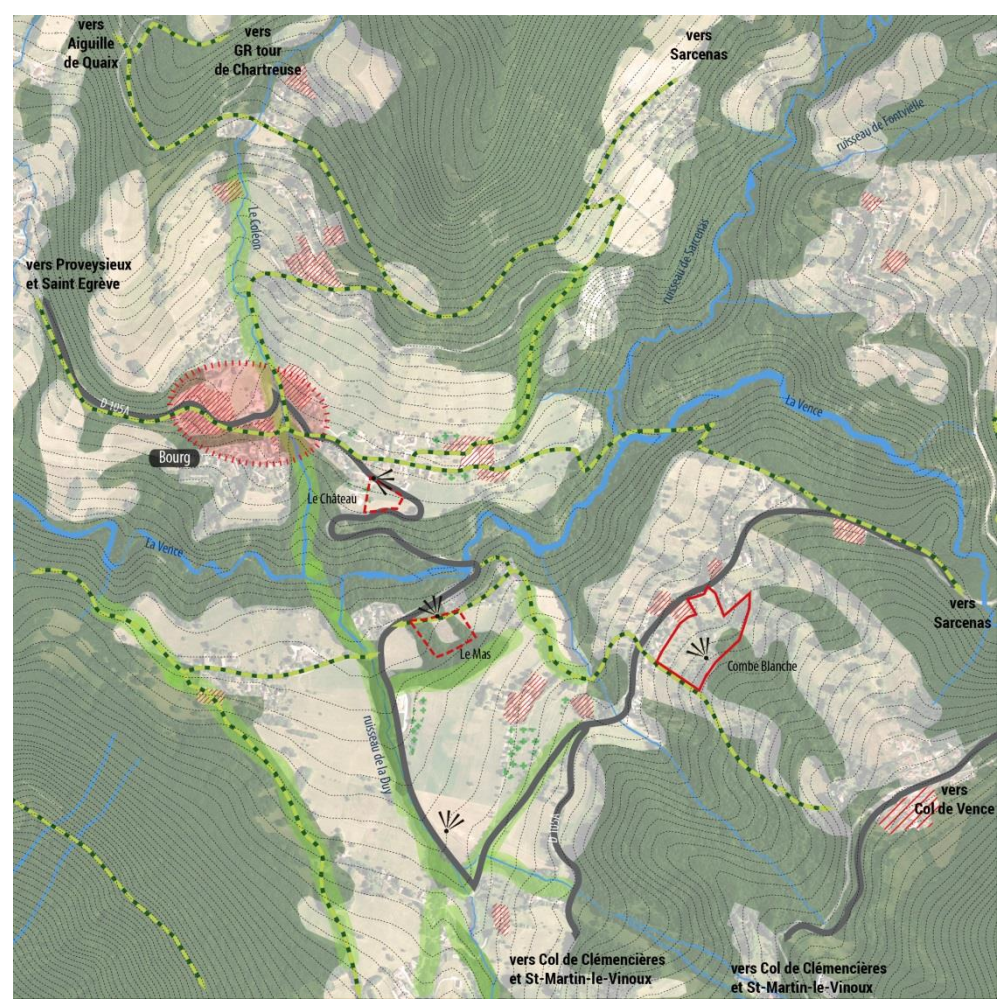 vers
Aiguille
de Quaix
vers
GR tour
de Chartreuse
vers
Sarcenas
ruisseau de Fontvielle
Le Goléon
ruisseau de Sarcenas
vers Proveysieux
et Saint Egrève
D 105A
La Vence
Bourg
Le Château
La Vence
vers
Sarcenas
Le Mas
Combe Blanche
ruisseau de la Duy
vers
Col de Vence
D 105A
vers Col de Clémencières
et St-Martin-le-Vinoux
vers Col de Clémencières
et St-Martin-le-Vinoux